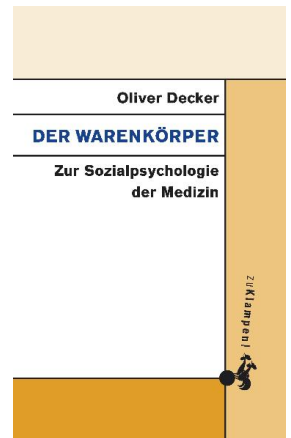 Oliver Decker
DER WARENKÖRPER
Zur Sozialpsychologie
der Medizin
zu Klampen!